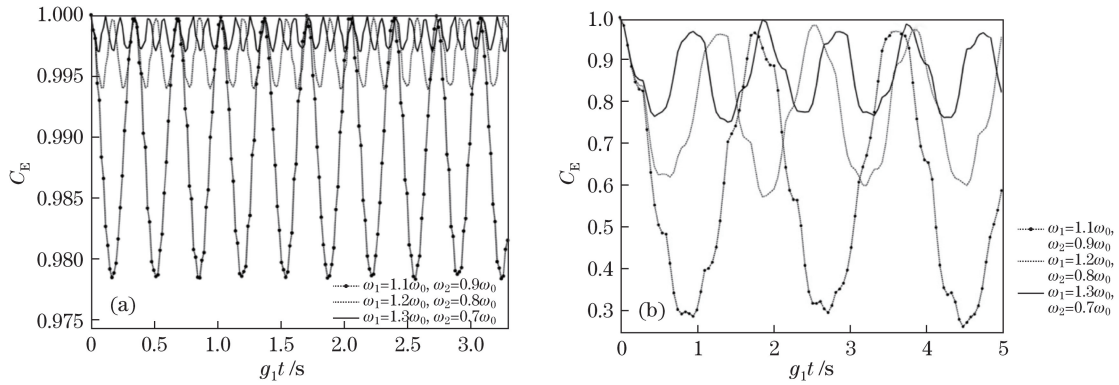 1.000
0.995
0.990
0.985
0.980
0.975
C_E
(a)
ω₁=1.1ω₀, ω₂=0.9ω₀
ω₁=1.2ω₀, ω₂=0.8ω₀
ω₁=1.3ω₀, ω₂=0.7ω₀
0 0.5 1.0 1.5 2.0 2.5 3.0
g₁t /s
1.0
0.9
0.8
0.7
0.6
0.5
0.4
0.3
C_E
(b)
0 1 2 3 4 5
g₁t /s
ω₁=1.1ω₀,
ω₂=0.9ω₀
ω₁=1.2ω₀,
ω₂=0.8ω₀
ω₁=1.3ω₀,
ω₂=0.7ω₀